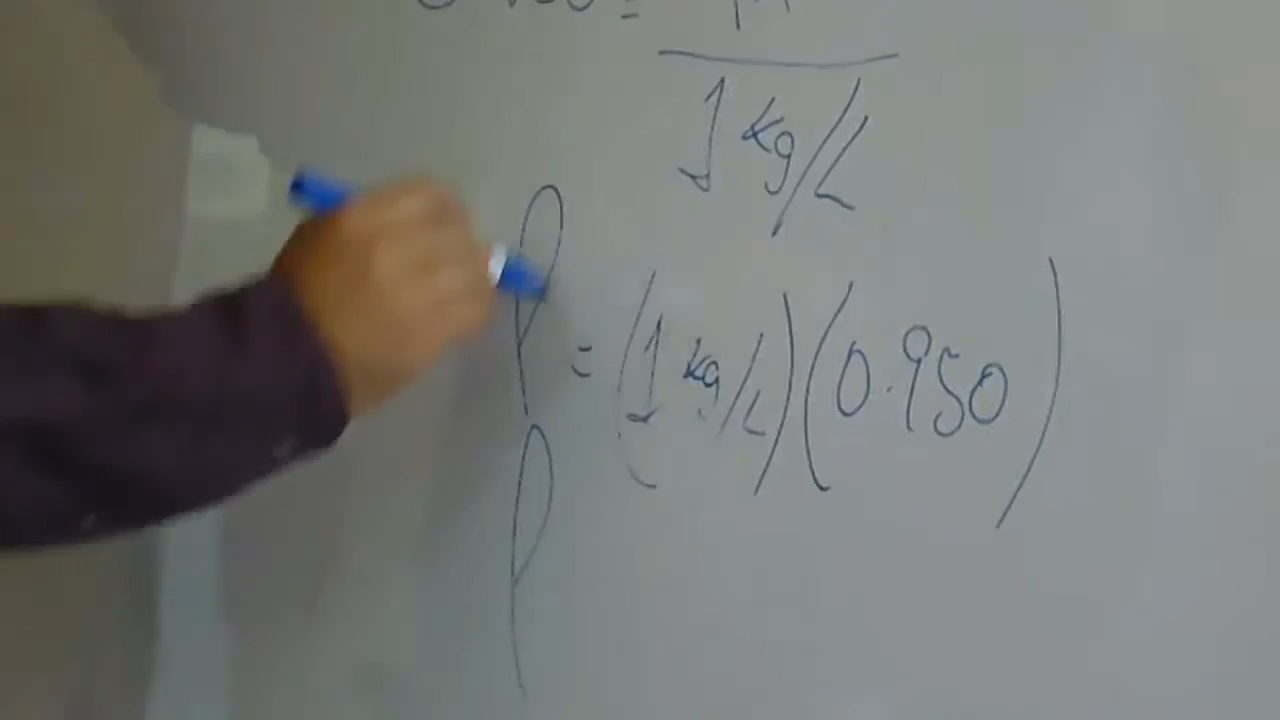 1 kg/L
ρ = (1 kg/L)(0.950)
ρ